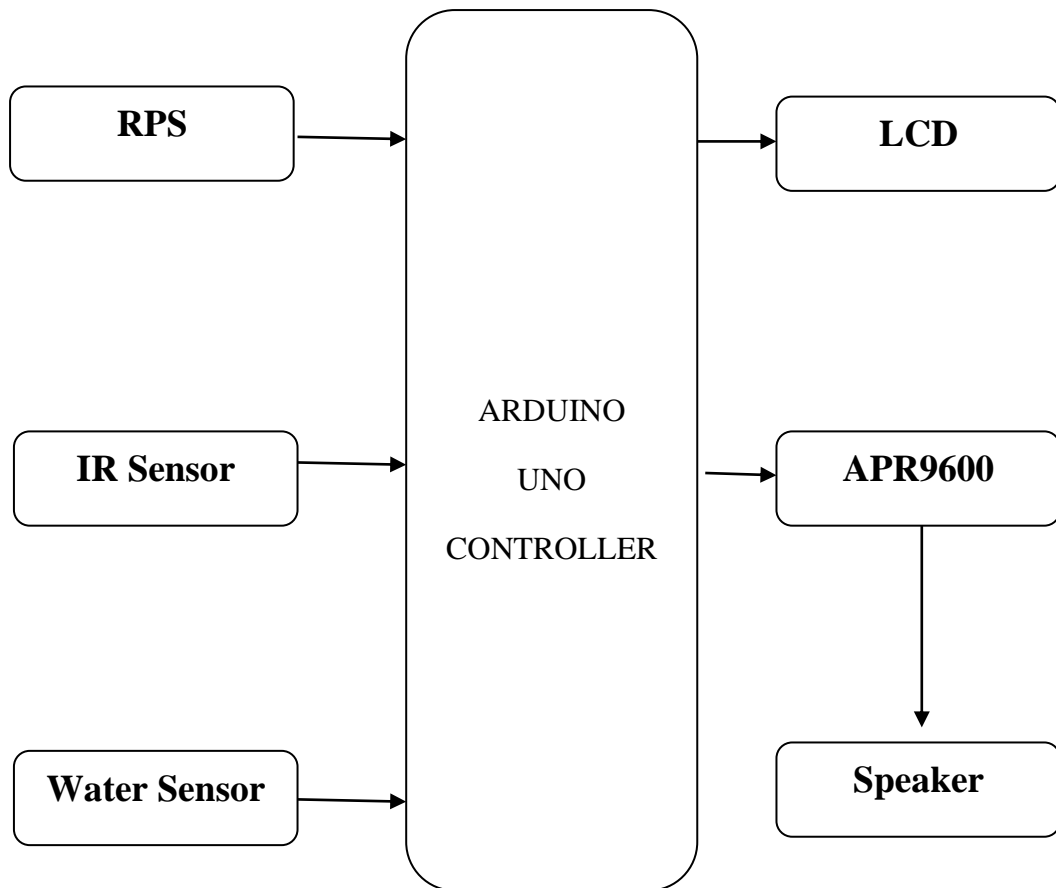 RPS
LCD
ARDUINO
UNO
CONTROLLER
IR Sensor
APR9600
Water Sensor
Speaker